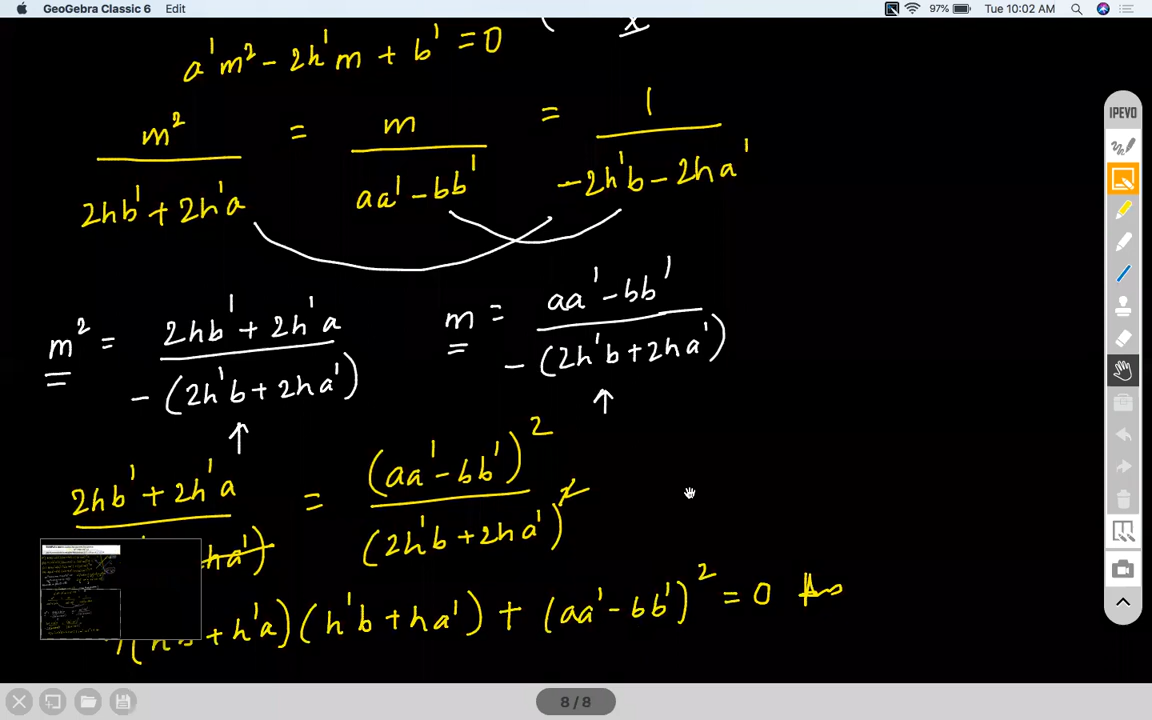 GeoGebra Classic 6 Edit 97% Tue 10:02 AM
a'm² - 2h'm + b' = 0
m² / (2hb' + 2h'a) = m / (aa' - bb') = 1 / (-2h'b - 2ha')
m² = (2hb' + 2h'a) / -(2h'b + 2ha') m = (aa' - bb') / -(2h'b + 2ha')
2hb' + 2h'a = (aa' - bb')² / (2h'b + 2ha')²
ha')
+ h'a)(h'b + ha') + (aa' - bb')² = 0 Ans
IPEVO
8 / 8